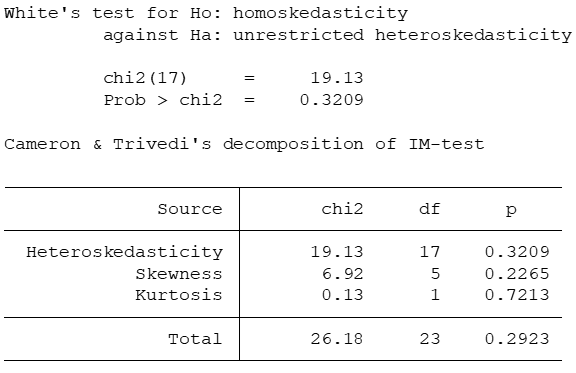 White's test for Ho: homoskedasticity
against Ha: unrestricted heteroskedasticity
chi2(17) = 19.13
Prob > chi2 = 0.3209
Cameron & Trivedi's decomposition of IM-test
Source chi2 df p
Heteroskedasticity 19.13 17 0.3209
Skewness 6.92 5 0.2265
Kurtosis 0.13 1 0.7213
Total 26.18 23 0.2923